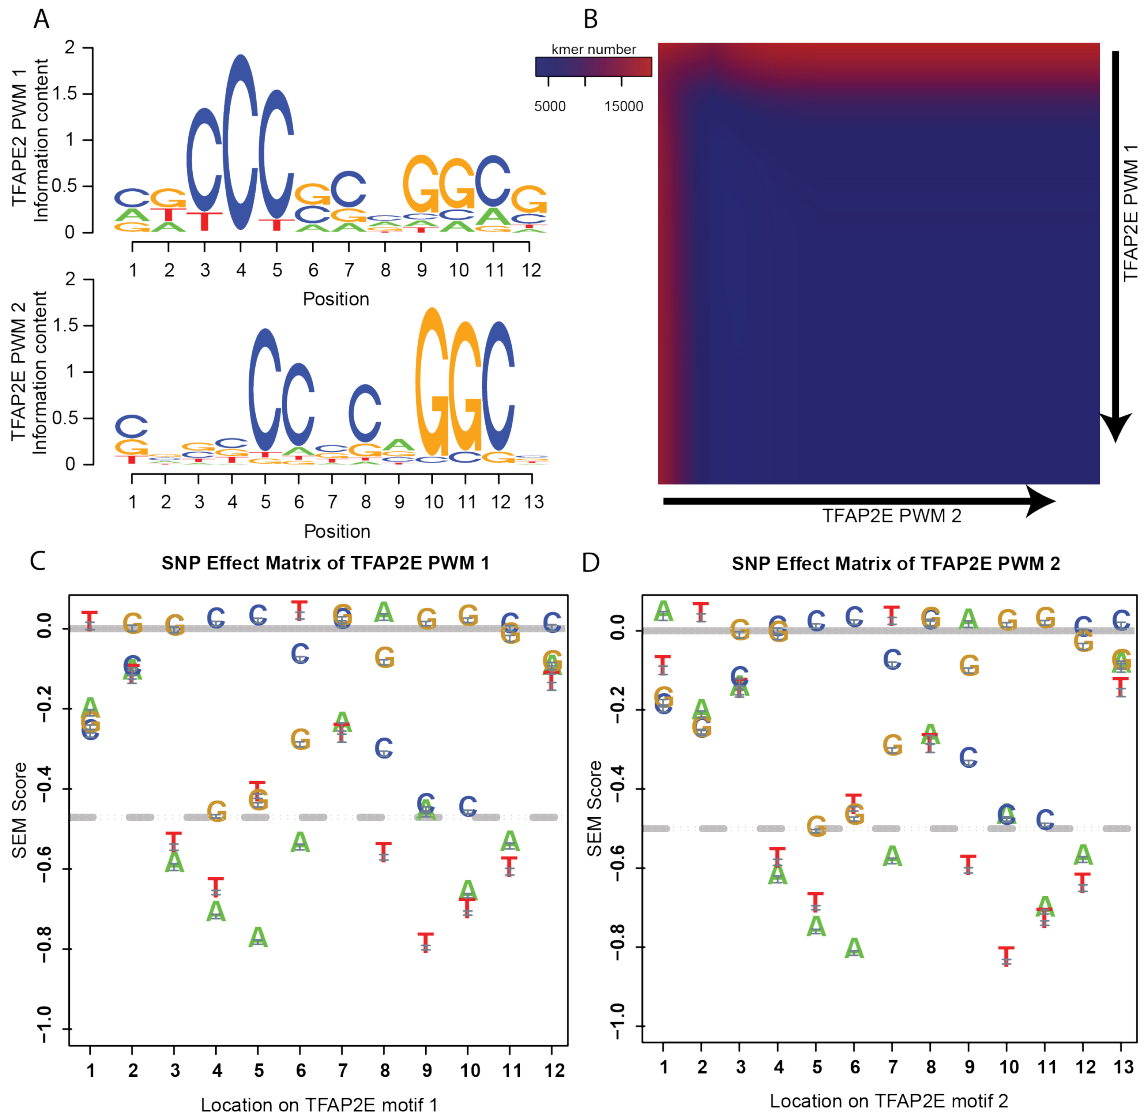 A
TFAPE2 PWM 1
Information content
2
1.5
1
0.5
0
1 2 3 4 5 6 7 8 9 10 11 12
Position
TFAP2E PWM 2
Information content
2
1.5
1
0.5
0
1 2 3 4 5 6 7 8 9 10 11 12 13
Position
B
kmer number
5000 15000
TFAP2E PWM 1
TFAP2E PWM 2
C
SNP Effect Matrix of TFAP2E PWM 1
SEM Score
0.0
−0.2
−0.4
−0.6
−0.8
−1.0
1 2 3 4 5 6 7 8 9 10 11 12
Location on TFAP2E motif 1
D
SNP Effect Matrix of TFAP2E PWM 2
SEM Score
0.0
−0.2
−0.4
−0.6
−0.8
−1.0
1 2 3 4 5 6 7 8 9 10 11 12 13
Location on TFAP2E motif 2